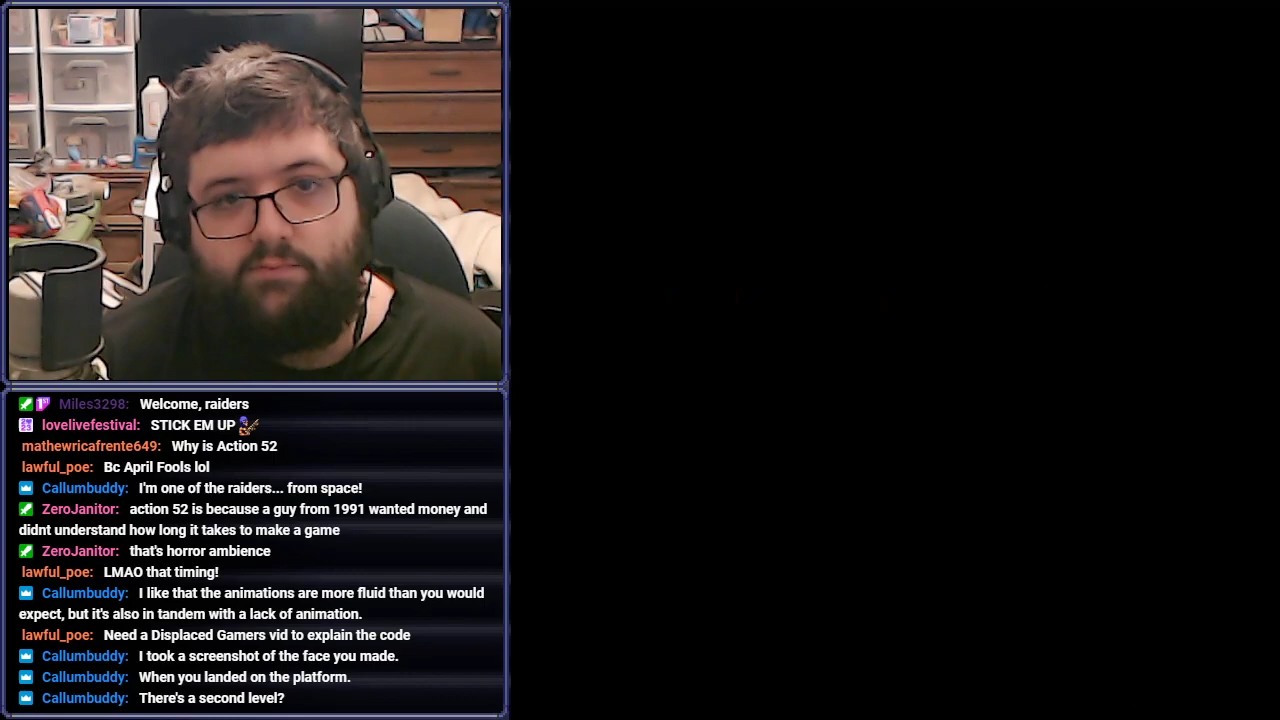 Miles3298: Welcome, raiders
lovelivefestival: STICK EM UP
mathewricafrente649: Why is Action 52
lawful_poe: Bc April Fools lol
Callumbuddy: I'm one of the raiders... from space!
ZeroJanitor: action 52 is because a guy from 1991 wanted money and
didnt understand how long it takes to make a game
ZeroJanitor: that's horror ambience
lawful_poe: LMAO that timing!
Callumbuddy: I like that the animations are more fluid than you would
expect, but it's also in tandem with a lack of animation.
lawful_poe: Need a Displaced Gamers vid to explain the code
Callumbuddy: I took a screenshot of the face you made.
Callumbuddy: When you landed on the platform.
Callumbuddy: There's a second level?